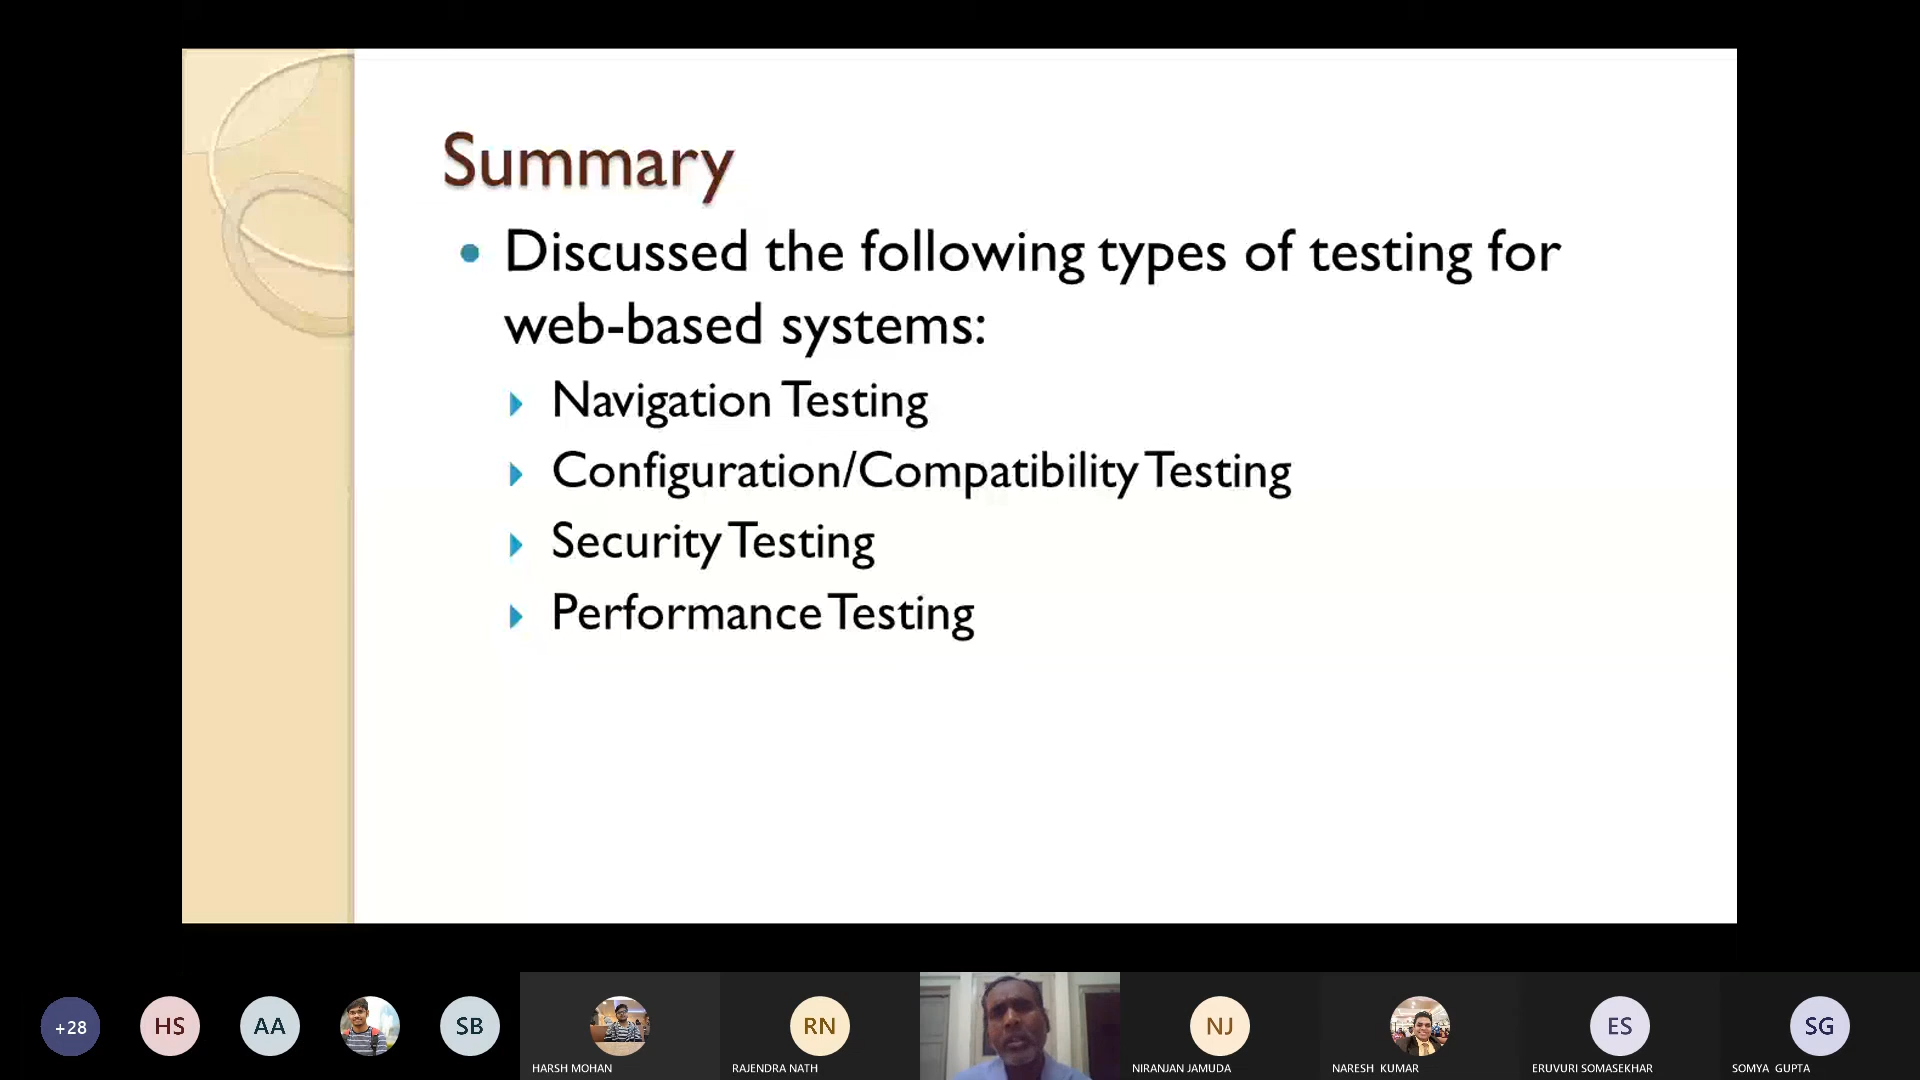 Summary
Discussed the following types of testing for
web-based systems:
Navigation Testing
Configuration/Compatibility Testing
Security Testing
Performance Testing
+28
HS
AA
SB
RN
NJ
ES
SG
HARSH MOHAN
RAJENDRA NATH
NIRANJAN JAMUDA
NARESH KUMAR
ERUVURI SOMASEKHAR
SOMYA GUPTA